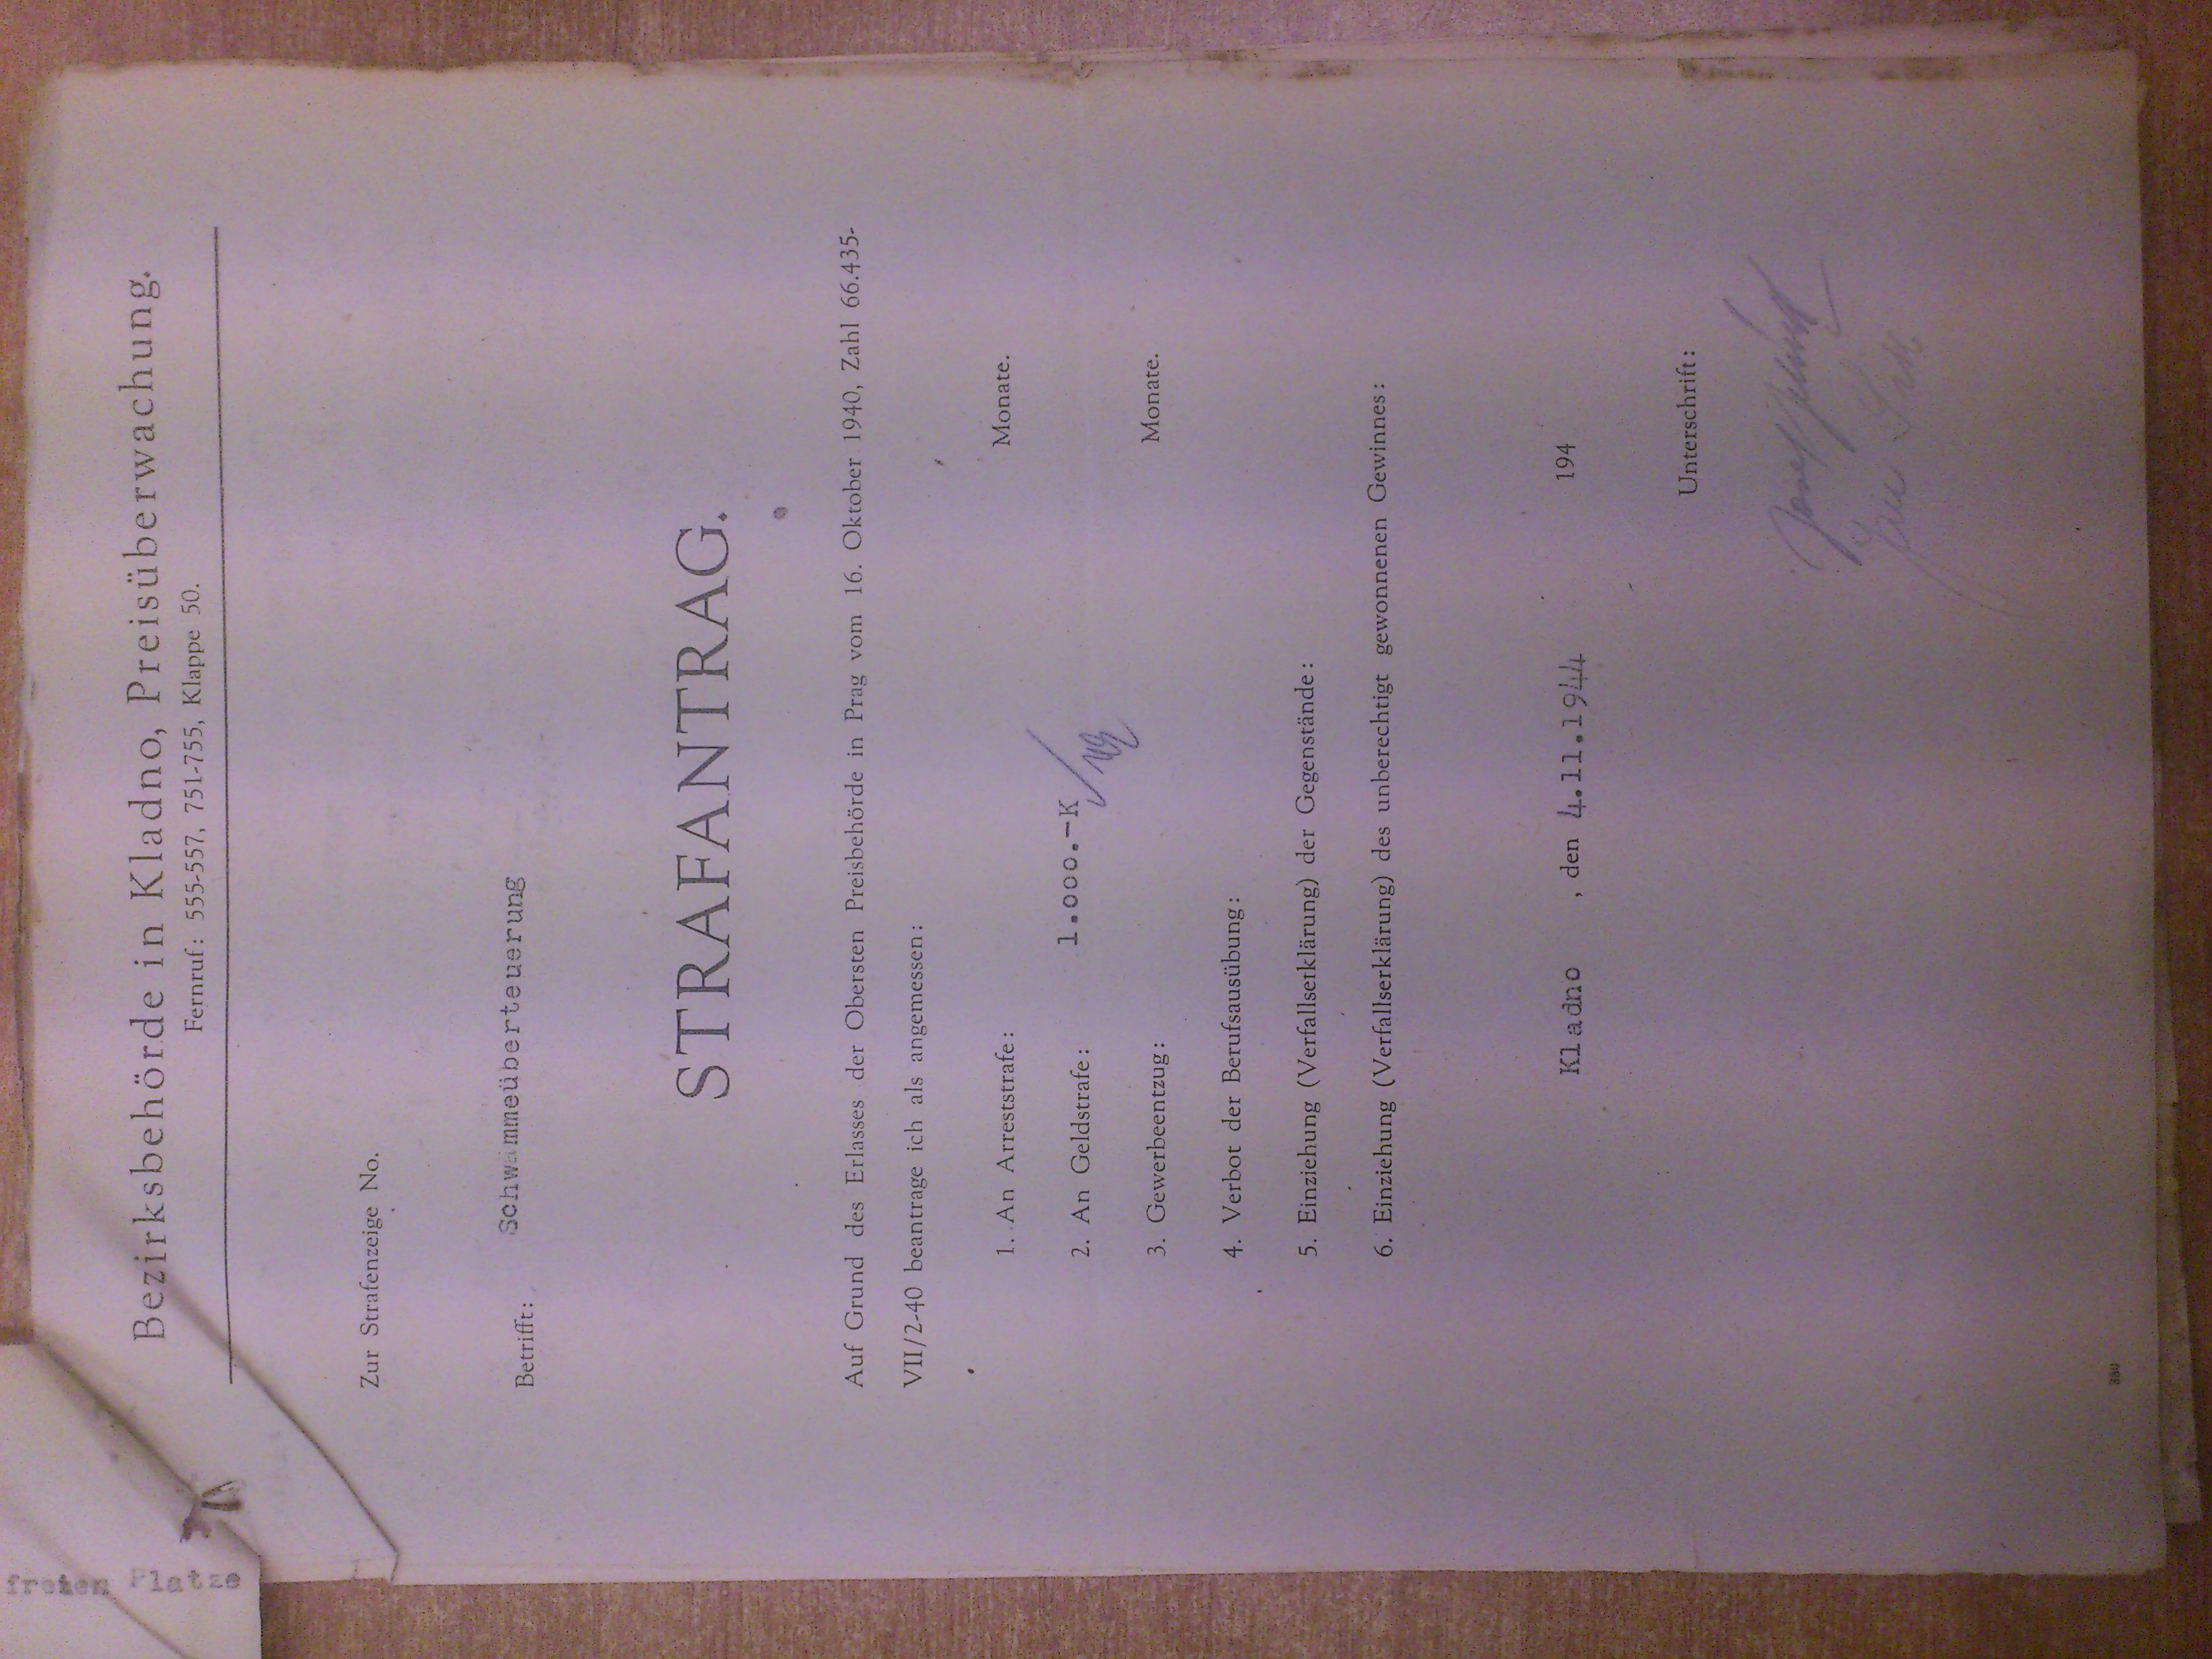 freien Platze
Bezirksbehörde in Kladno, Preisüberwachung.
Fernruf: 555-557, 751-755, Klappe 50.
Zur Strafenzeige No.
Betrifft: Schwämmeüberteuerung
STRAFANTRAG.
Auf Grund des Erlasses der Obersten Preisbehörde in Prag vom 16. Oktober 1940, Zahl 66.435-
VII/2-40 beantrage ich als angemessen:
1. An Arreststrafe: Monate.
2. An Geldstrafe: 1.000.-K
3. Gewerbeentzug: Monate.
4. Verbot der Berufsausübung:
5. Einziehung (Verfallserklärung) der Gegenstände:
6. Einziehung (Verfallserklärung) des unberechtigt gewonnenen Gewinnes:
Kladno , den 4.11.1944 194
Unterschrift:
Josef
380